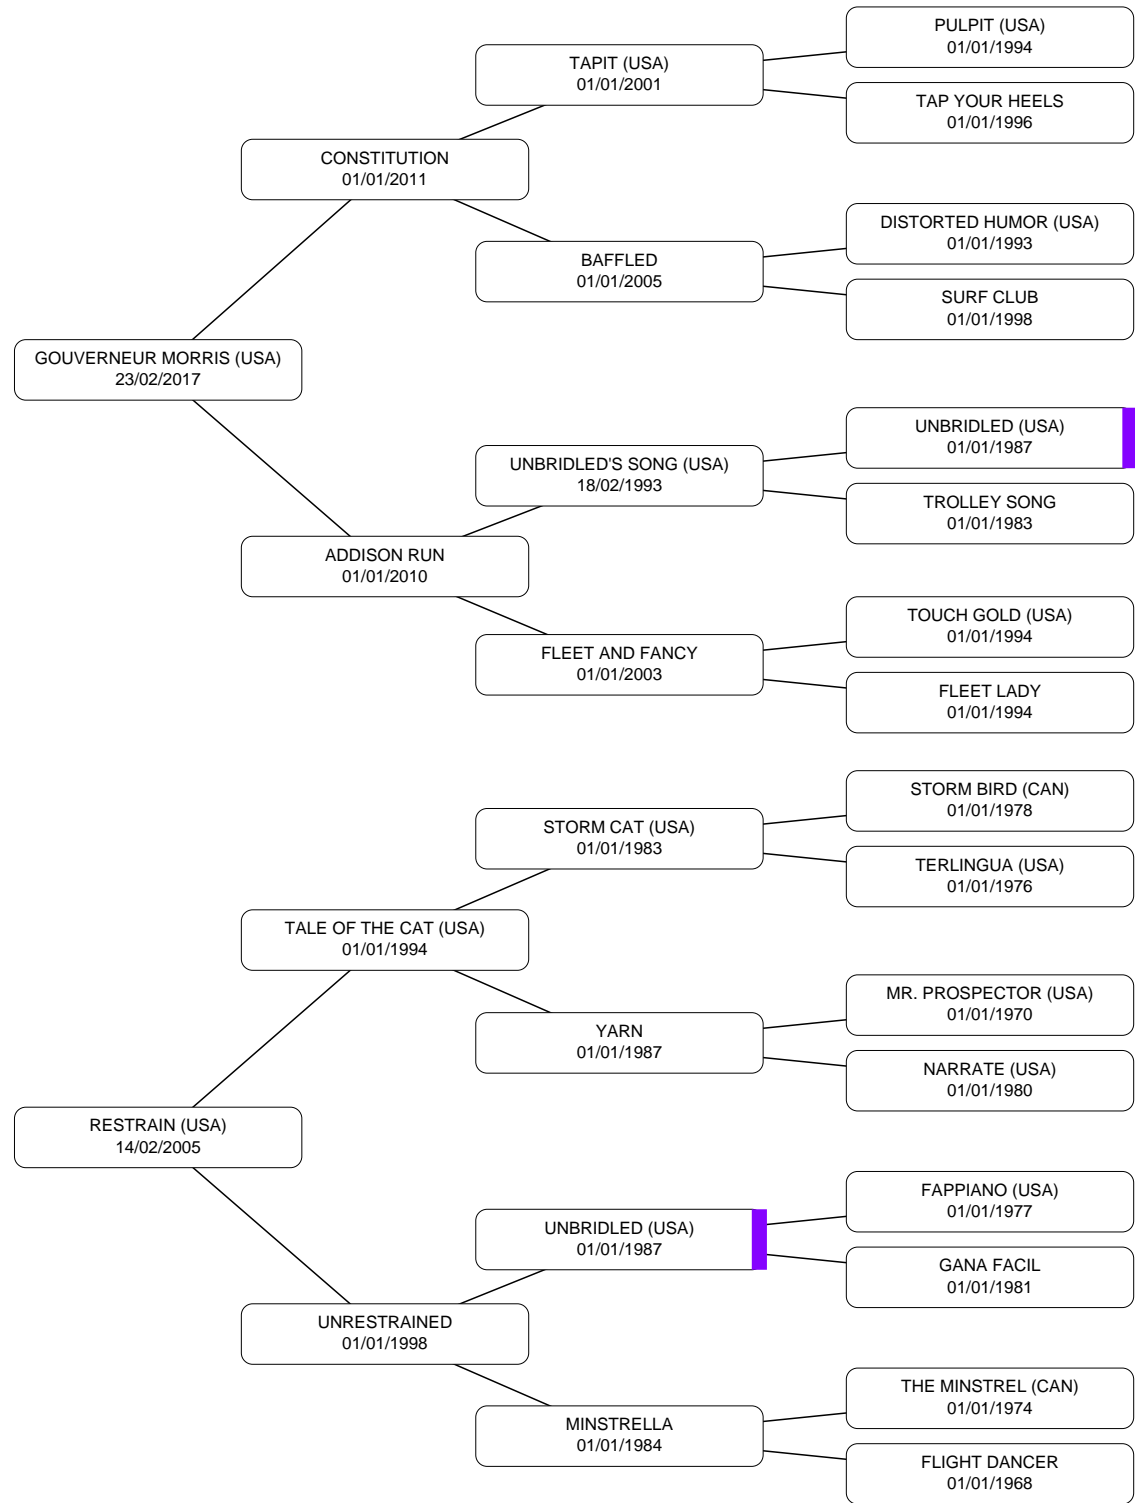 PULPIT (USA)
01/01/1994
TAPIT (USA)
01/01/2001
TAP YOUR HEELS
01/01/1996
CONSTITUTION
01/01/2011
DISTORTED HUMOR (USA)
01/01/1993
BAFFLED
01/01/2005
SURF CLUB
01/01/1998
GOUVERNEUR MORRIS (USA)
23/02/2017
UNBRIDLED (USA)
01/01/1987
UNBRIDLED'S SONG (USA)
18/02/1993
TROLLEY SONG
01/01/1983
ADDISON RUN
01/01/2010
TOUCH GOLD (USA)
01/01/1994
FLEET AND FANCY
01/01/2003
FLEET LADY
01/01/1994
STORM BIRD (CAN)
01/01/1978
STORM CAT (USA)
01/01/1983
TERLINGUA (USA)
01/01/1976
TALE OF THE CAT (USA)
01/01/1994
MR. PROSPECTOR (USA)
01/01/1970
YARN
01/01/1987
NARRATE (USA)
01/01/1980
RESTRAIN (USA)
14/02/2005
FAPPIANO (USA)
01/01/1977
UNBRIDLED (USA)
01/01/1987
GANA FACIL
01/01/1981
UNRESTRAINED
01/01/1998
THE MINSTREL (CAN)
01/01/1974
MINSTRELLA
01/01/1984
FLIGHT DANCER
01/01/1968